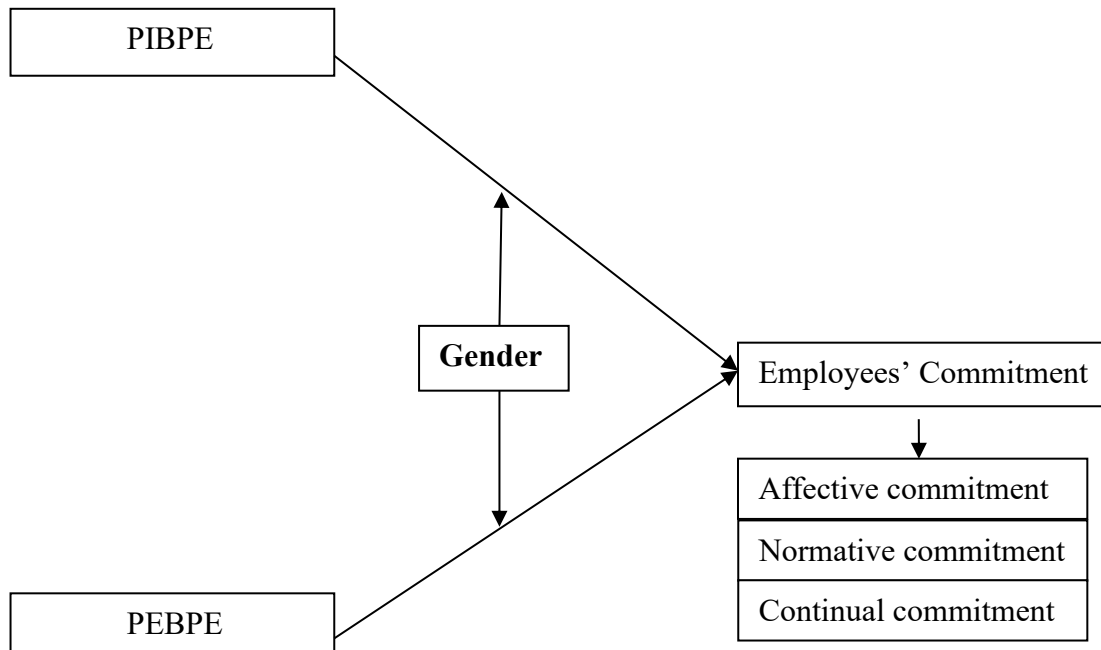 PIBPE
Gender
Employees’ Commitment
Affective commitment
Normative commitment
Continual commitment
PEBPE